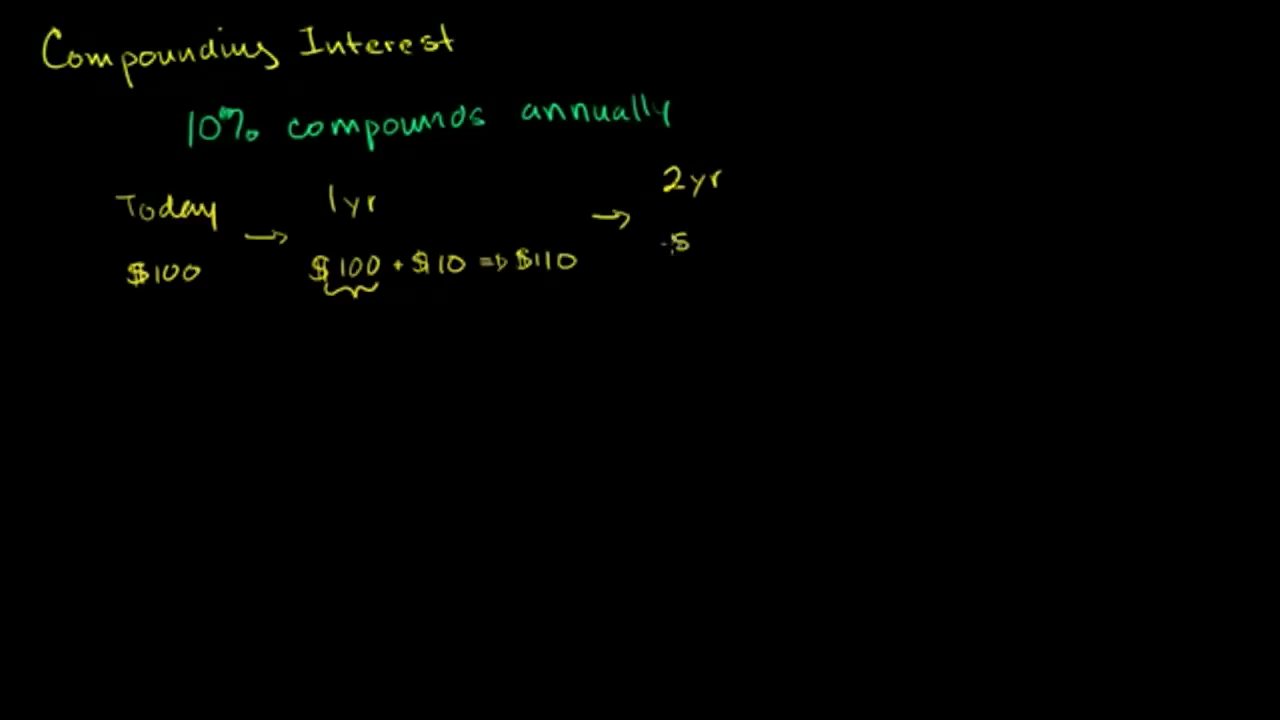 Compounding Interest
10% compounds annually
Today → 1yr → 2yr
$100 $100 + $10 => $110